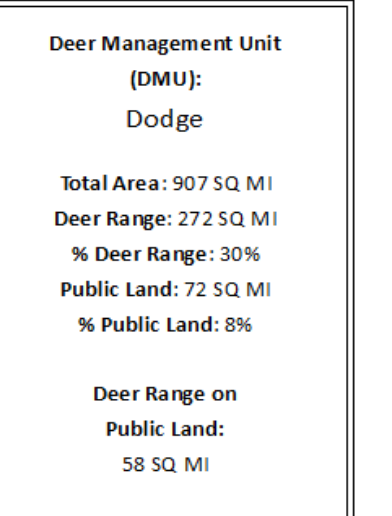 Deer Management Unit
(DMU):
Dodge
Total Area: 907 SQ MI
Deer Range: 272 SQ MI
% Deer Range: 30%
Public Land: 72 SQ MI
% Public Land: 8%
Deer Range on
Public Land:
58 SQ MI